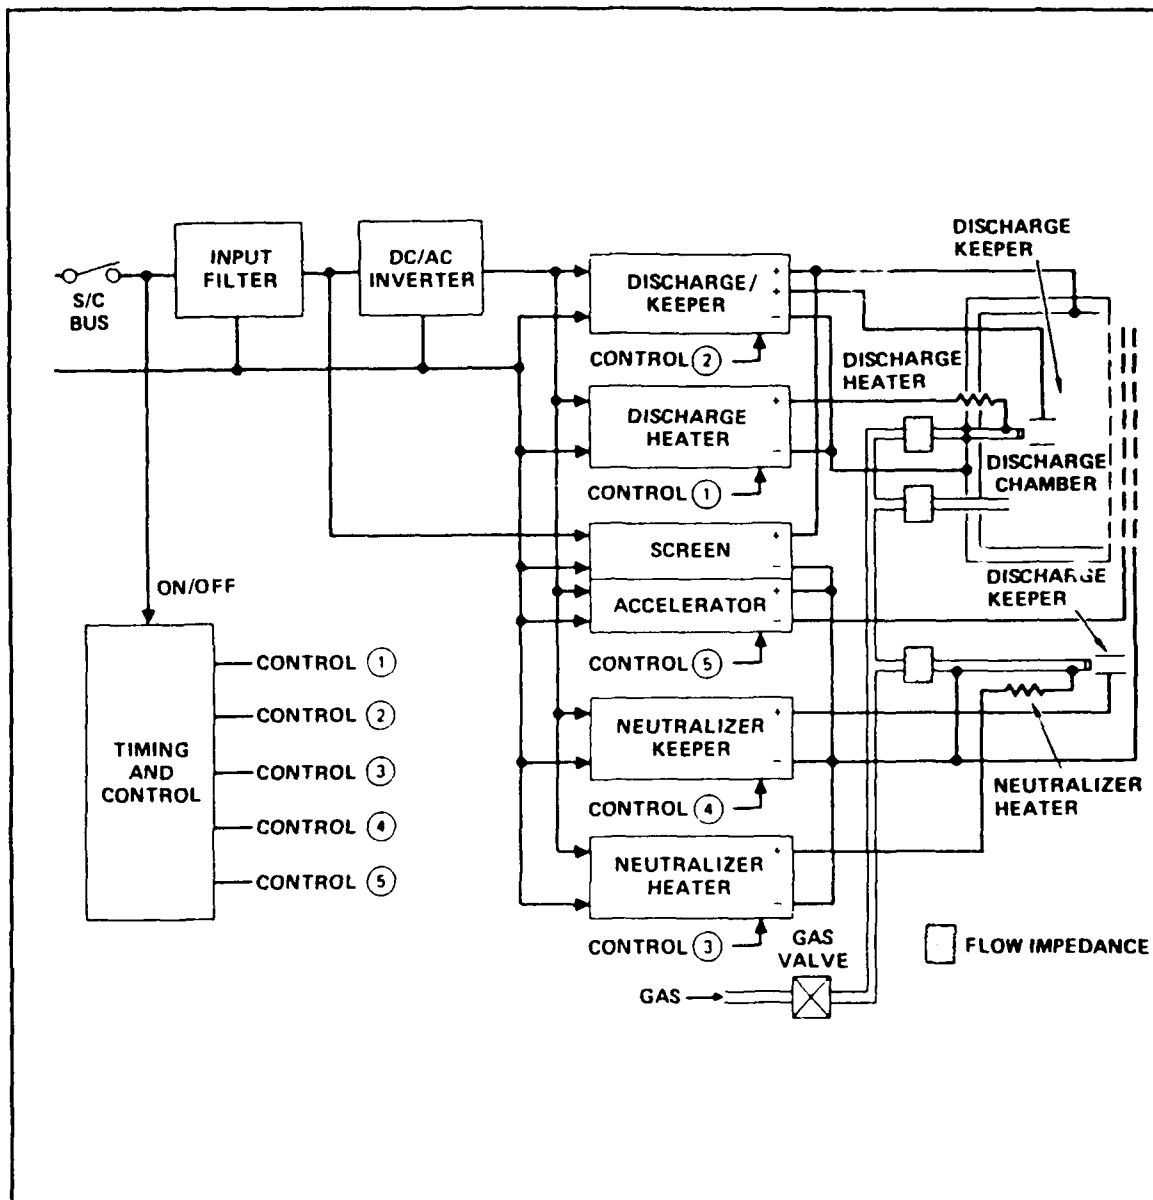 DISCHARGE
KEEPER
INPUT
FILTER
DC/AC
INVERTER
S/C
BUS
DISCHARGE/
KEEPER
+
+
−
CONTROL 2
DISCHARGE
HEATER
DISCHARGE
HEATER
+
−
CONTROL 1
DISCHARGE
CHAMBER
SCREEN
+
−
ACCELERATOR
+
−
CONTROL 5
DISCHARGE
KEEPER
ON/OFF
TIMING
AND
CONTROL
CONTROL 1
CONTROL 2
CONTROL 3
CONTROL 4
CONTROL 5
NEUTRALIZER
KEEPER
+
−
CONTROL 4
NEUTRALIZER
HEATER
NEUTRALIZER
HEATER
+
−
CONTROL 3
GAS
VALVE
GAS
FLOW IMPEDANCE